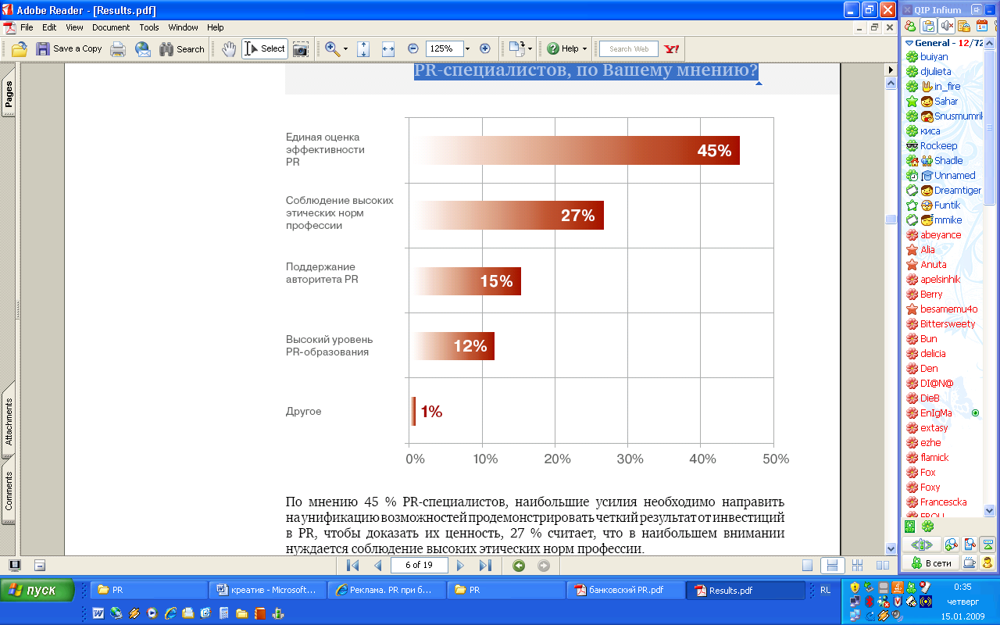 Adobe Reader - [Results.pdf]
File Edit View Document Tools Window Help
Save a Copy Search Select 125% Help Search Web Y!
Pages
Attachments
Comments
PR-специалистов, по Вашему мнению?
Единая оценка
эффективности
PR
45%
Соблюдение высоких
этических норм
профессии
27%
Поддержание
авторитета PR
15%
Высокий уровень
PR-образования
12%
Другое
1%
0% 10% 20% 30% 40% 50%
По мнению 45 % PR-специалистов, наибольшие усилия необходимо направить
на унификацию возможностей продемонстрировать четкий результат от инвестиций
в PR, чтобы доказать их ценность, 27 % считает, что в наибольшем внимании
нуждается соблюдение высоких этических норм профессии.
6 of 19
QIP Infium
General - 12/72
buiyan
djulieta
in_fire
Sahar
Snusmumrik
киса
Rockeep
Shadle
Unnamed
Dreamtiger
Funtik
mmike
abeyance
Alia
Anuta
apelsinhik
Berry
besamemu4o
Bittersweety
Bun
delicia
Den
DI@N@
DieB
EnIgMa
extasy
ezhe
flamick
Fox
Foxy
Francescka
В сети
пуск
PR
креатив - Microsoft...
Реклама. PR при б...
PR
банковский PR.pdf
Results.pdf
RL
0:35
четверг
15.01.2009